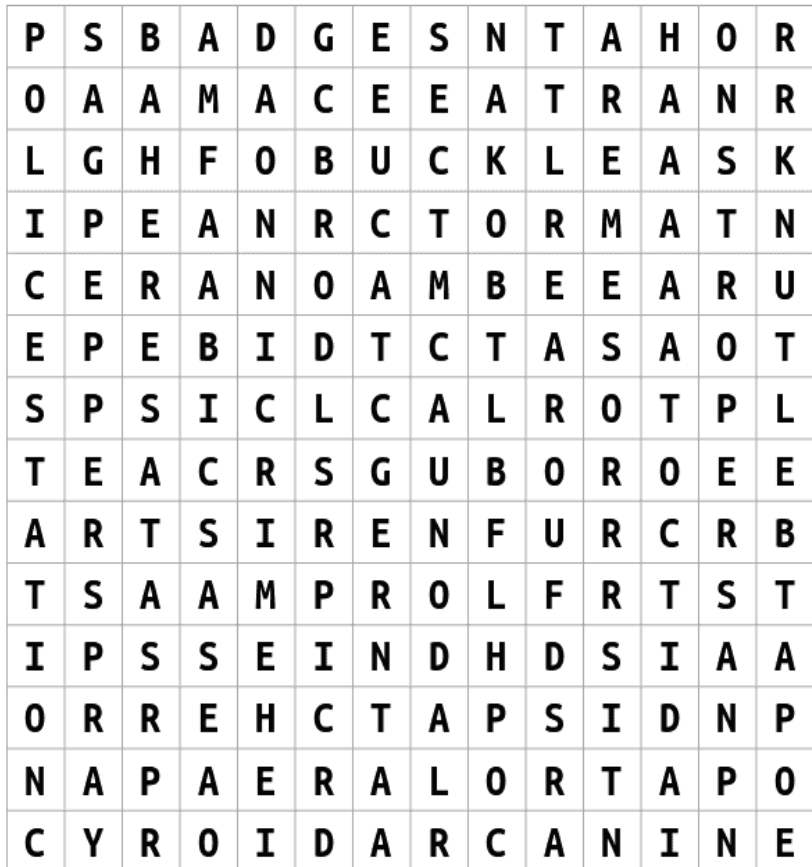 P S B A D G E S N T A H O R
O A A M A C E E A T R A N R
L G H F O B U C K L E A S K
I P E A N R C T O R M A T N
C E R A N O A M B E E A R U
E P E B I D T C T A S A O T
S P S I C L C A L R O T P L
T E A C R S G U B O R O E E
A R T S I R E N F U R C R B
T S A A M P R O L F R T S T
I P S S E I N D H D S I A A
O R R E H C T A P S I D N P
N A P A E R A L O R T A P O
C Y R O I D A R C A N I N E